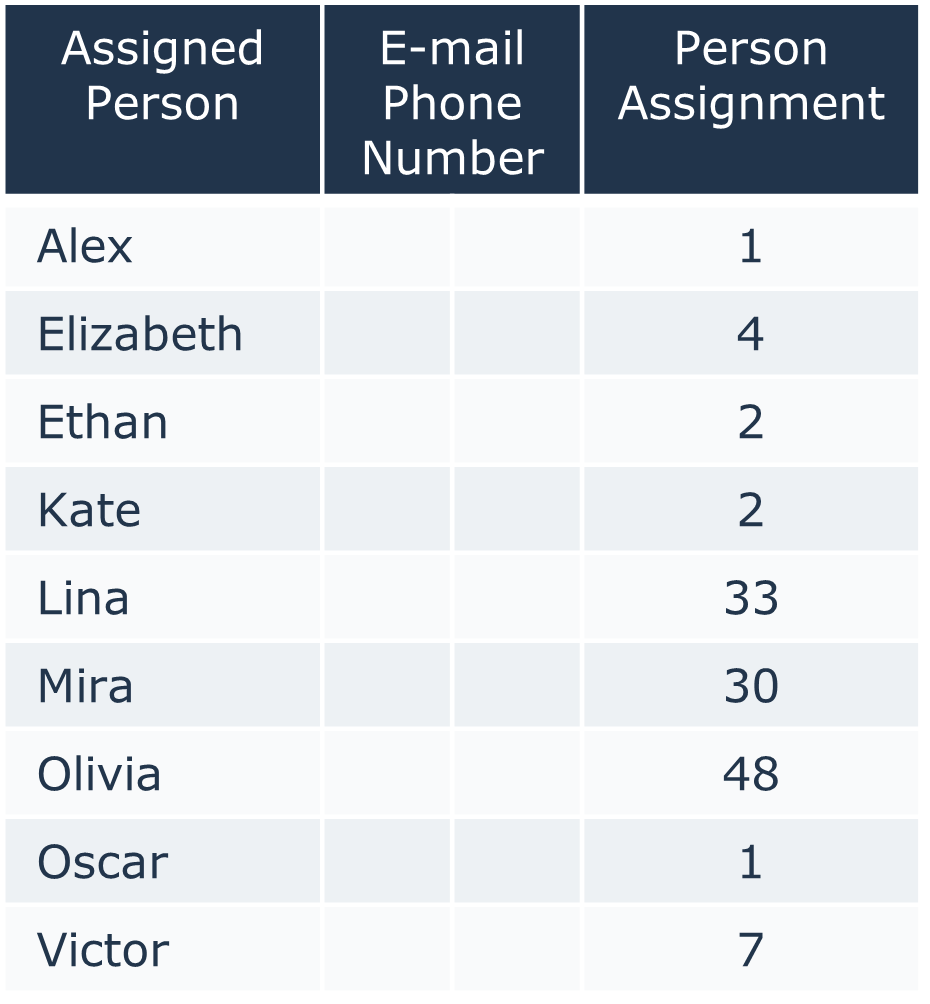 Assigned Person E-mail Phone Number Person Assignment
Alex 1
Elizabeth 4
Ethan 2
Kate 2
Lina 33
Mira 30
Olivia 48
Oscar 1
Victor 7